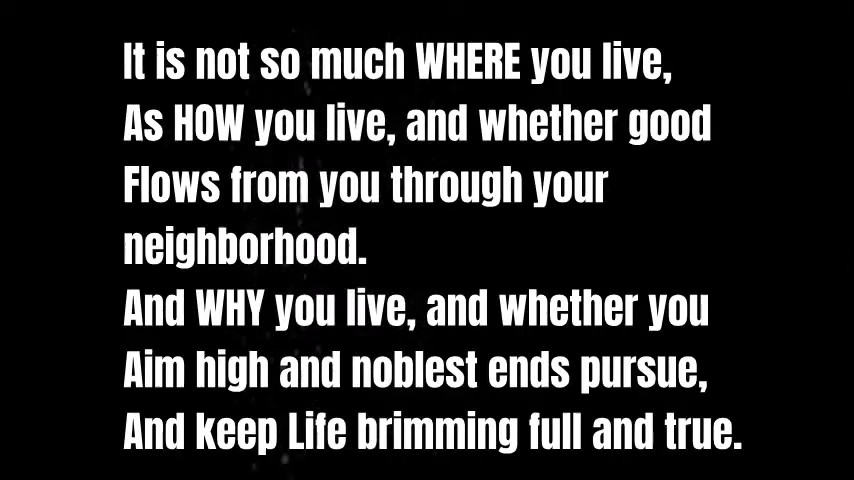 It is not so much WHERE you live,
As HOW you live, and whether good
Flows from you through your
neighborhood.
And WHY you live, and whether you
Aim high and noblest ends pursue,
And keep Life brimming full and true.